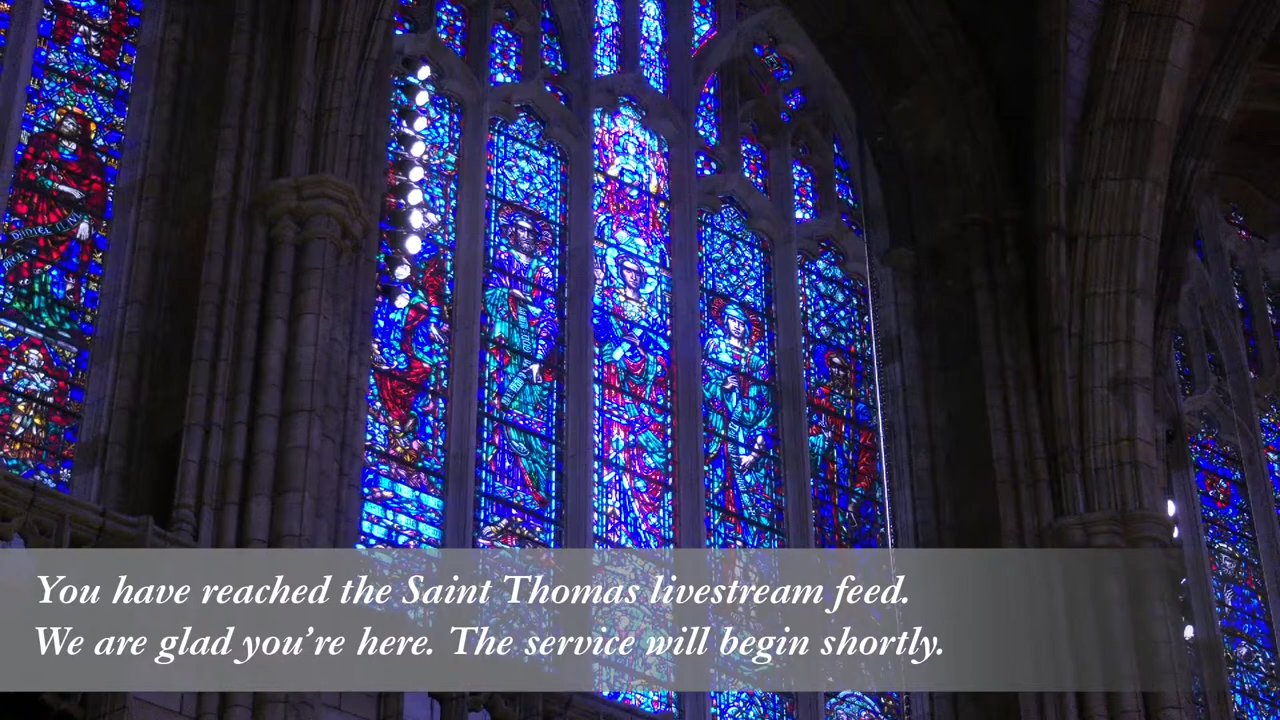 You have reached the Saint Thomas livestream feed.
We are glad you're here. The service will begin shortly.